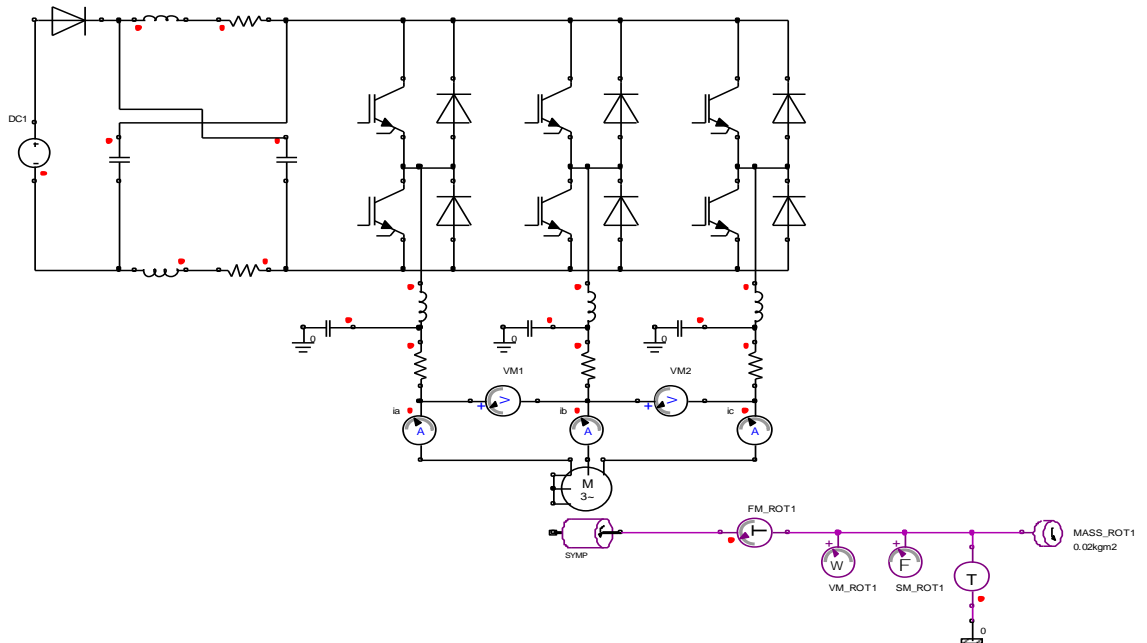 DC1
+
−
0
0
0
VM1
VM2
ia
ib
ic
+
V
+
V
A
A
A
M
3~
SYMP
FM_ROT1
T
+
W
VM_ROT1
+
F
SM_ROT1
T
0
MASS_ROT1
0.02kgm2